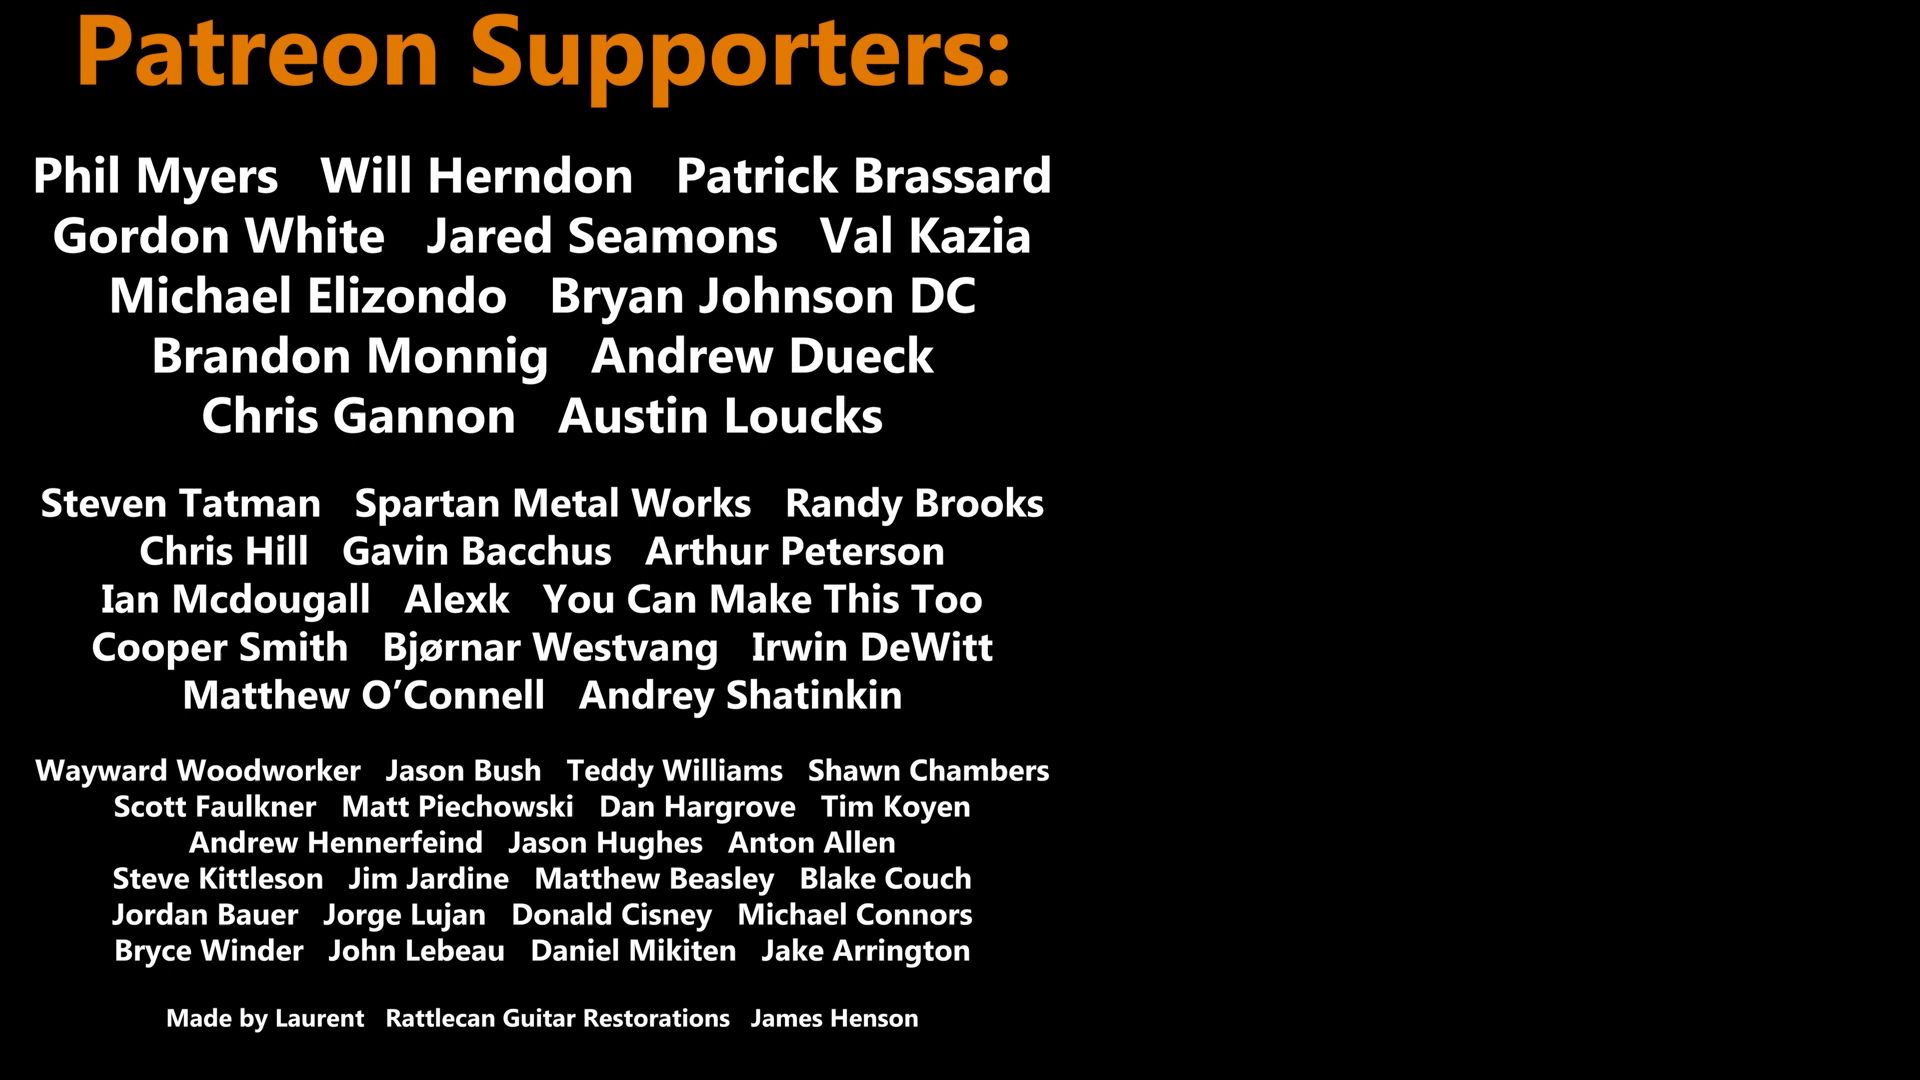 Patreon Supporters:
Phil Myers   Will Herndon   Patrick Brassard
Gordon White   Jared Seamons   Val Kazia
Michael Elizondo   Bryan Johnson DC
Brandon Monnig   Andrew Dueck
Chris Gannon   Austin Loucks
Steven Tatman   Spartan Metal Works   Randy Brooks
Chris Hill   Gavin Bacchus   Arthur Peterson
Ian Mcdougall   Alexk   You Can Make This Too
Cooper Smith   Bjørnar Westvang   Irwin DeWitt
Matthew O’Connell   Andrey Shatinkin
Wayward Woodworker   Jason Bush   Teddy Williams   Shawn Chambers
Scott Faulkner   Matt Piechowski   Dan Hargrove   Tim Koyen
Andrew Hennerfeind   Jason Hughes   Anton Allen
Steve Kittleson   Jim Jardine   Matthew Beasley   Blake Couch
Jordan Bauer   Jorge Lujan   Donald Cisney   Michael Connors
Bryce Winder   John Lebeau   Daniel Mikiten   Jake Arrington
Made by Laurent   Rattlecan Guitar Restorations   James Henson